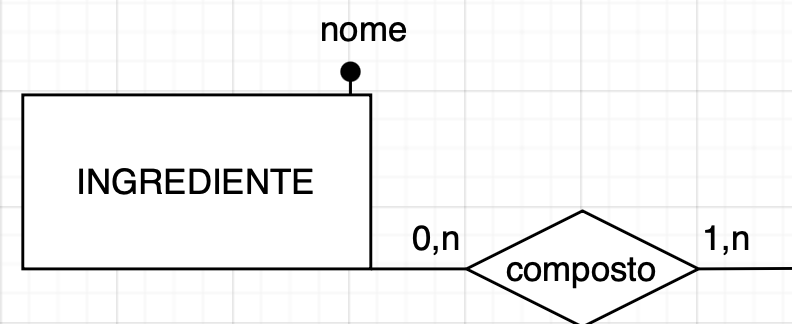 nome
INGREDIENTE
0,n
1,n
composto